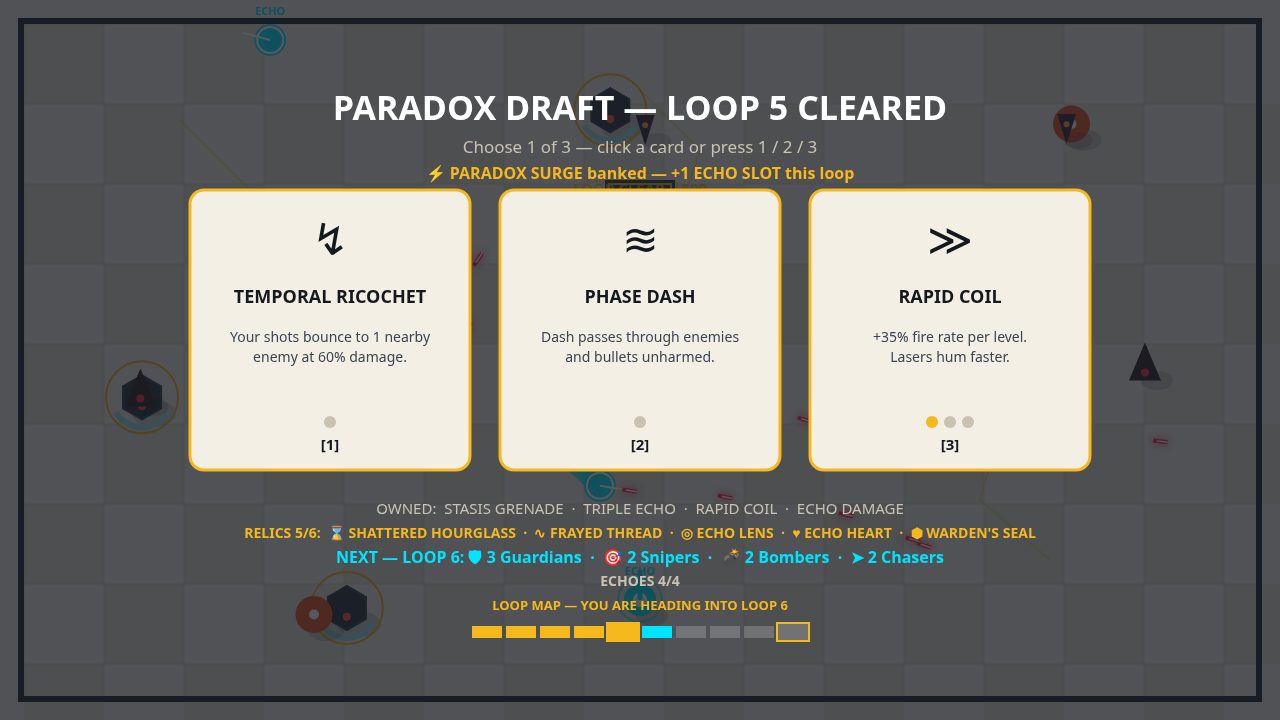 ECHO
PARADOX DRAFT — LOOP 5 CLEARED
Choose 1 of 3 — click a card or press 1 / 2 / 3
⚡ PARADOX SURGE banked — +1 ECHO SLOT this loop
↯
≋
≫
TEMPORAL RICOCHET
PHASE DASH
RAPID COIL
Your shots bounce to 1 nearby
enemy at 60% damage.
Dash passes through enemies
and bullets unharmed.
+35% fire rate per level.
Lasers hum faster.
[1]
[2]
[3]
OWNED: STASIS GRENADE · TRIPLE ECHO · RAPID COIL · ECHO DAMAGE
RELICS 5/6: ⌛ SHATTERED HOURGLASS · ∿ FRAYED THREAD · ◎ ECHO LENS · ♥ ECHO HEART · ⬢ WARDEN'S SEAL
NEXT — LOOP 6: 🛡 3 Guardians · 🎯 2 Snipers · 💣 2 Bombers · ➤ 2 Chasers
ECHO
ECHOES 4/4
LOOP MAP — YOU ARE HEADING INTO LOOP 6